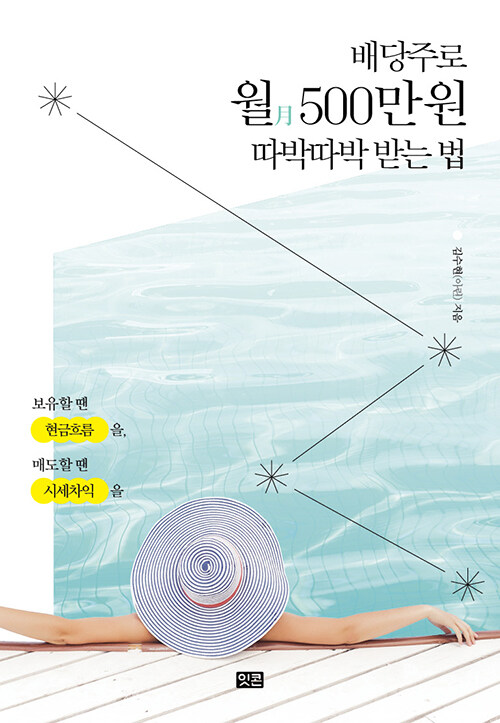 배당주로
월月500만원
따박따박 받는 법
김수현(아린) 지음
보유할 땐
현금흐름을,
매도할 땐
시세차익을
잇콘